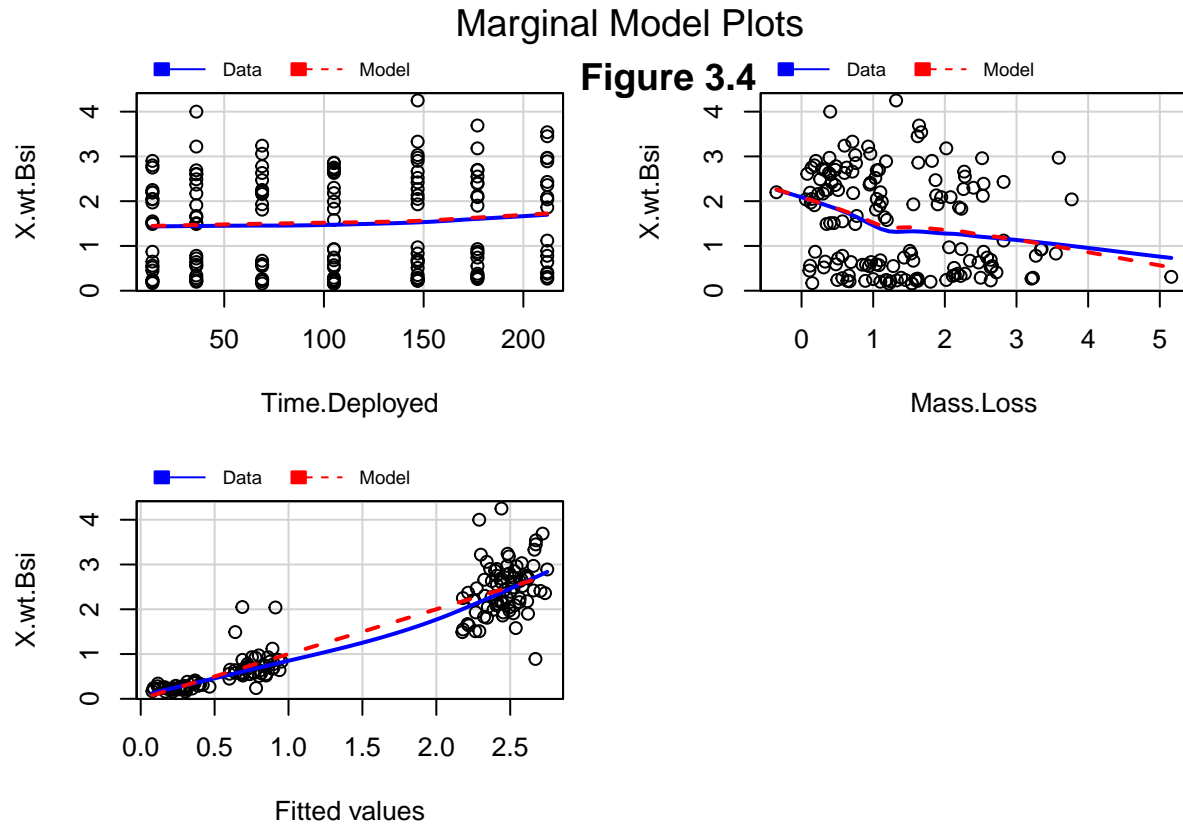 Marginal Model Plots
Figure 3.4
Data Model
X.wt.Bsi
0 1 2 3 4
50 100 150 200
Time.Deployed
Data Model
X.wt.Bsi
0 1 2 3 4
0 1 2 3 4 5
Mass.Loss
Data Model
X.wt.Bsi
0 1 2 3 4
0.0 0.5 1.0 1.5 2.0 2.5
Fitted values